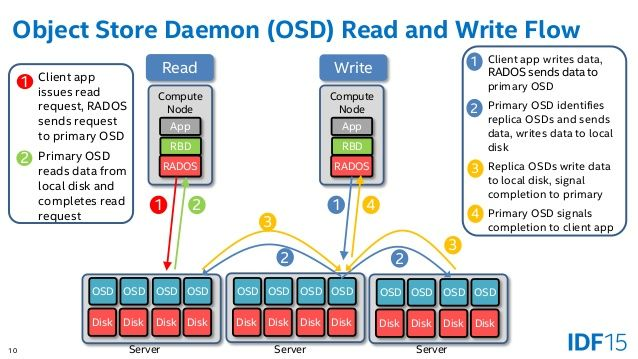 Object Store Daemon (OSD) Read and Write Flow
1 Client app
issues read
request, RADOS
sends request
to primary OSD
2 Primary OSD
reads data from
local disk and
completes read
request
Read
Compute
Node
App
RBD
RADOS
Write
Compute
Node
App
RBD
RADOS
1 Client app writes data,
RADOS sends data to
primary OSD
2 Primary OSD identifies
replica OSDs and sends
data, writes data to local
disk
3 Replica OSDs write data
to local disk, signal
completion to primary
4 Primary OSD signals
completion to client app
1 2 1 4
3 3
2 2
OSD OSD OSD OSD
Disk Disk Disk Disk
Server
OSD OSD OSD OSD
Disk Disk Disk Disk
Server
OSD OSD OSD OSD
Disk Disk Disk Disk
Server
10
IDF15